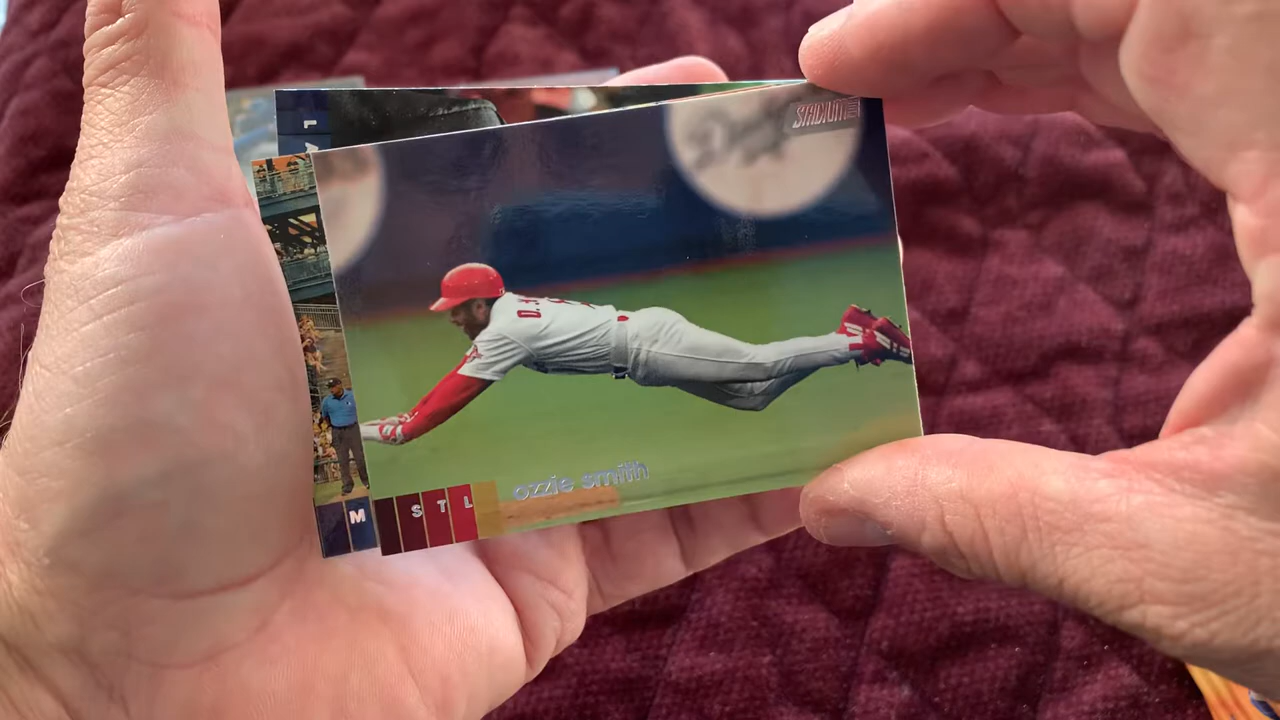 L
STADIUM
O. S
ozzie smith
S T L
M